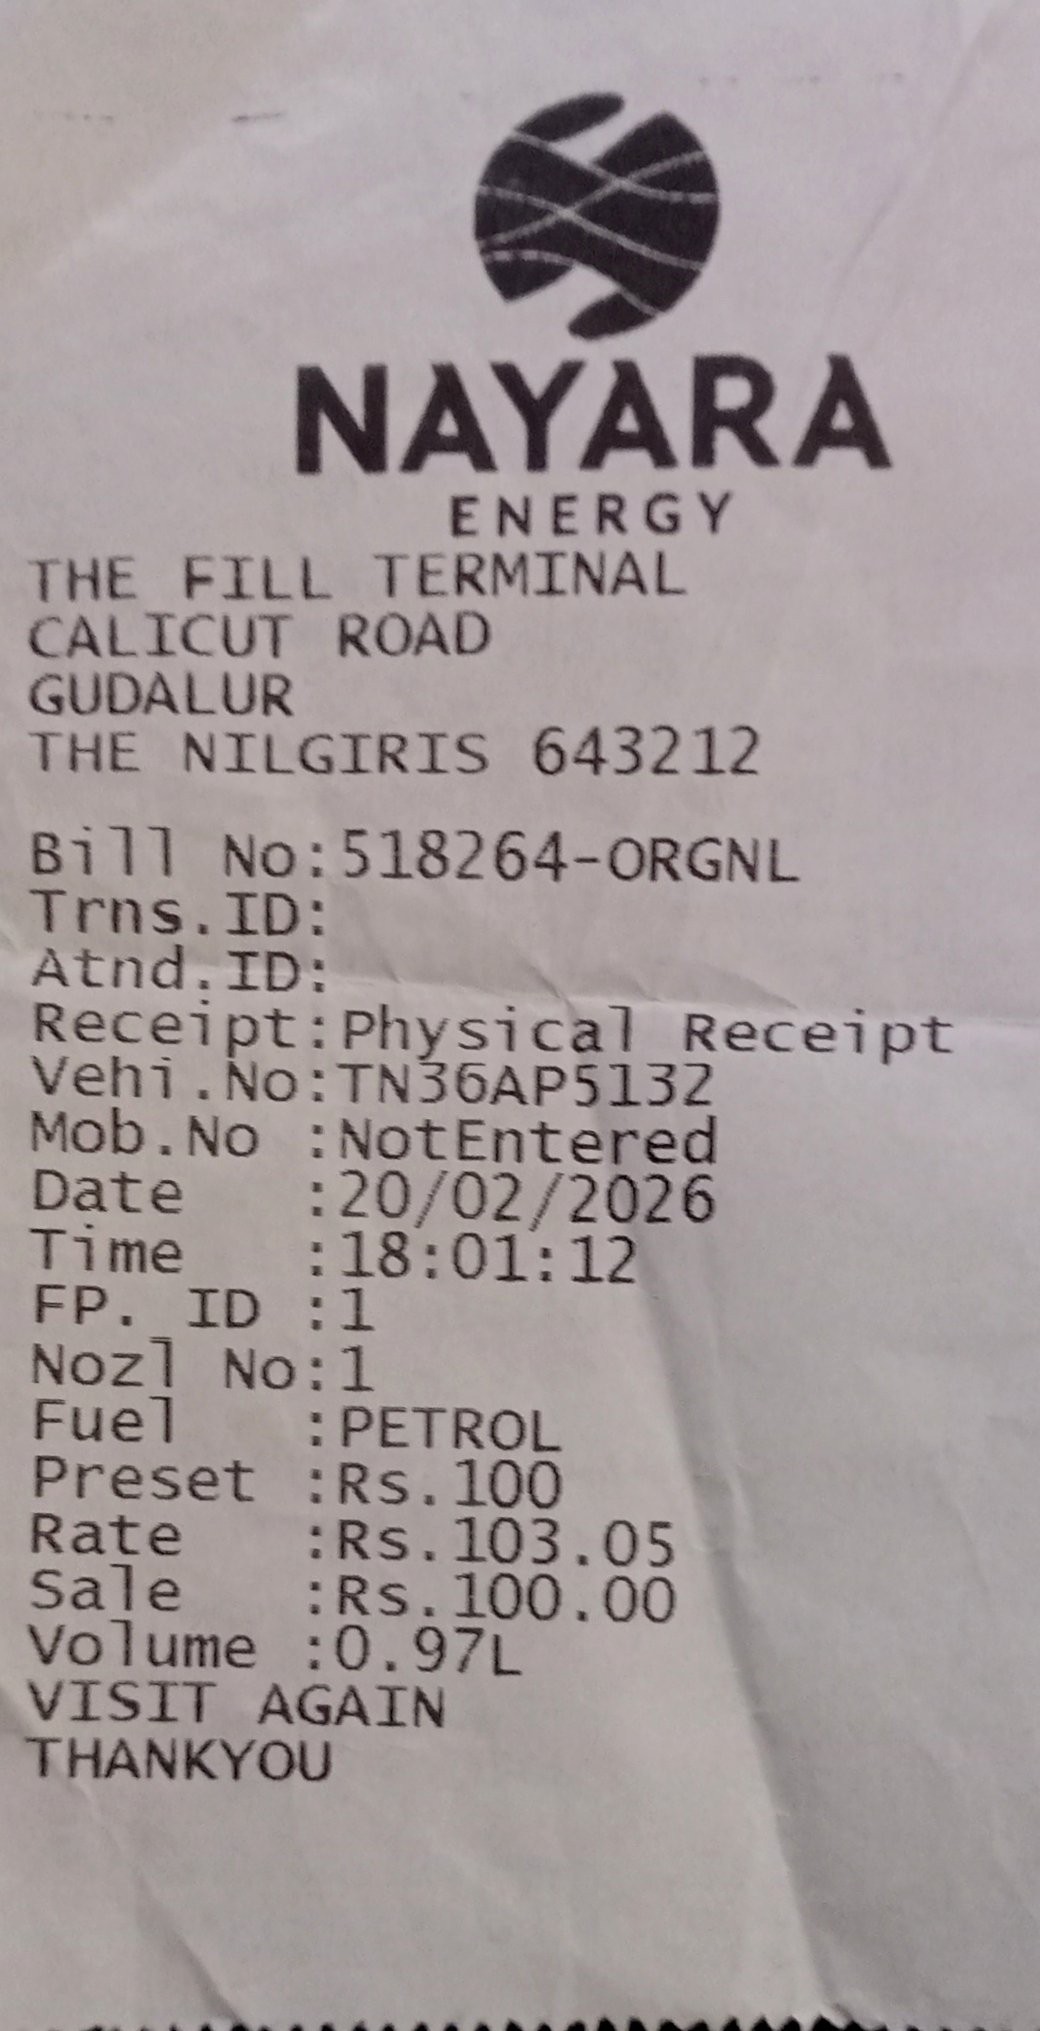 NAYARA
ENERGY
THE FILL TERMINAL
CALICUT ROAD
GUDALUR
THE NILGIRIS 643212
Bill No:518264-ORGNL
Trns.ID:
Atnd.ID:
Receipt:Physical Receipt
Vehi.No:TN36AP5132
Mob.No :NotEntered
Date   :20/02/2026
Time   :18:01:12
FP. ID :1
Nozl No:1
Fuel   :PETROL
Preset :Rs.100
Rate   :Rs.103.05
Sale   :Rs.100.00
Volume :0.97L
VISIT AGAIN
THANKYOU